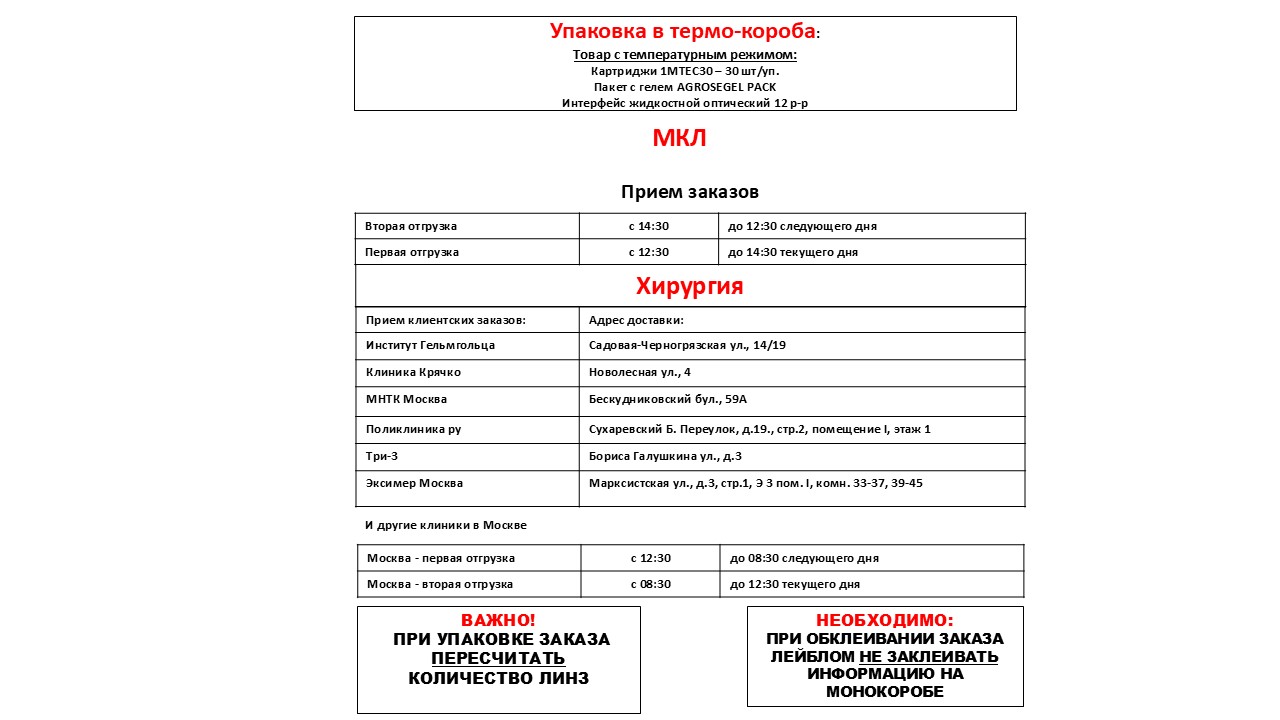 Упаковка в термо-короба:
Товар с температурным режимом:
Картриджи 1MTEC30 – 30 шт/уп.
Пакет с гелем AGROSEGEL PACK
Интерфейс жидкостной оптический 12 р-р
МКЛ
Прием заказов
Вторая отгрузка с 14:30 до 12:30 следующего дня
Первая отгрузка с 12:30 до 14:30 текущего дня
Хирургия
Прием клиентских заказов: Адрес доставки:
Институт Гельмгольца Садовая-Черногрязская ул., 14/19
Клиника Крячко Новолесная ул., 4
МНТК Москва Бескудниковский бул., 59А
Поликлиника ру Сухаревский Б. Переулок, д.19., стр.2, помещение I, этаж 1
Три-З Бориса Галушкина ул., д.3
Эксимер Москва Марксистская ул., д.3, стр.1, Э 3 пом. I, комн. 33-37, 39-45
И другие клиники в Москве
Москва - первая отгрузка с 12:30 до 08:30 следующего дня
Москва - вторая отгрузка с 08:30 до 12:30 текущего дня
ВАЖНО!
ПРИ УПАКОВКЕ ЗАКАЗА
ПЕРЕСЧИТАТЬ
КОЛИЧЕСТВО ЛИНЗ
НЕОБХОДИМО:
ПРИ ОБКЛЕИВАНИИ ЗАКАЗА
ЛЕЙБЛОМ НЕ ЗАКЛЕИВАТЬ
ИНФОРМАЦИЮ НА
МОНОКОРОБЕ